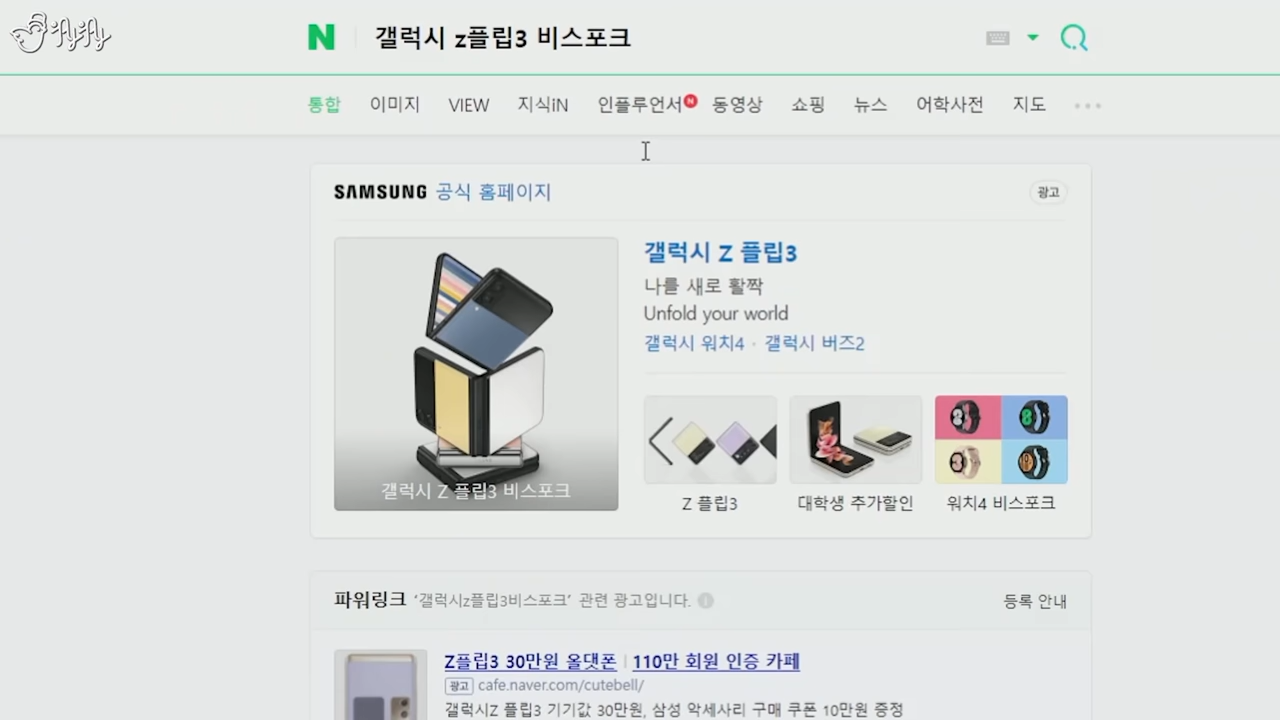 갤럭시 z플립3 비스포크
통합 이미지 VIEW 지식iN 인플루언서 N 동영상 쇼핑 뉴스 어학사전 지도
SAMSUNG 공식 홈페이지 광고
갤럭시 Z 플립3
나를 새로 활짝
Unfold your world
갤럭시 워치4 · 갤럭시 버즈2
갤럭시 Z 플립3 비스포크
Z 플립3 대학생 추가할인 워치4 비스포크
파워링크 ‘갤럭시z플립3비스포크’ 관련 광고입니다. 등록 안내
Z플립3 30만원 올댓폰 | 110만 회원 인증 카페
광고 cafe.naver.com/cutebell/
갤럭시Z 플립3 기기값 30만원, 삼성 악세사리 구매 쿠폰 10만원 증정